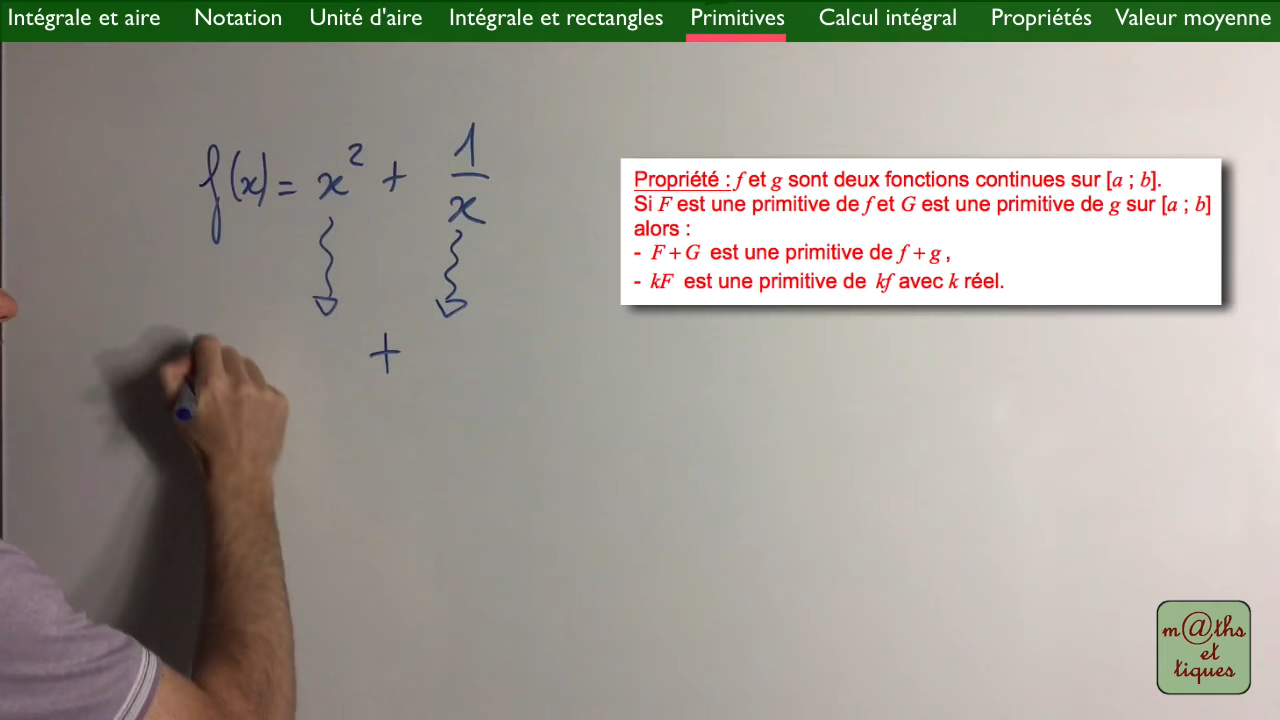 Intégrale et aire Notation Unité d'aire Intégrale et rectangles Primitives Calcul intégral Propriétés Valeur moyenne
f(x) = x² + 1/x
+
Propriété : f et g sont deux fonctions continues sur [a ; b].
Si F est une primitive de f et G est une primitive de g sur [a ; b]
alors :
- F + G est une primitive de f + g ,
- kF est une primitive de kf avec k réel.
m@ths
et
tiques